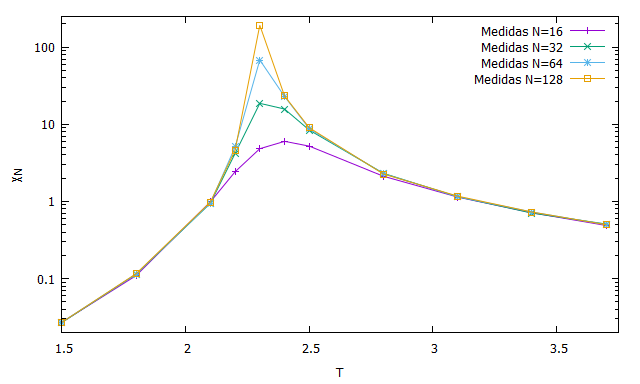 Medidas N=16
Medidas N=32
Medidas N=64
Medidas N=128
100
10
1
0.1
χN
1.5 2 2.5 3 3.5
T